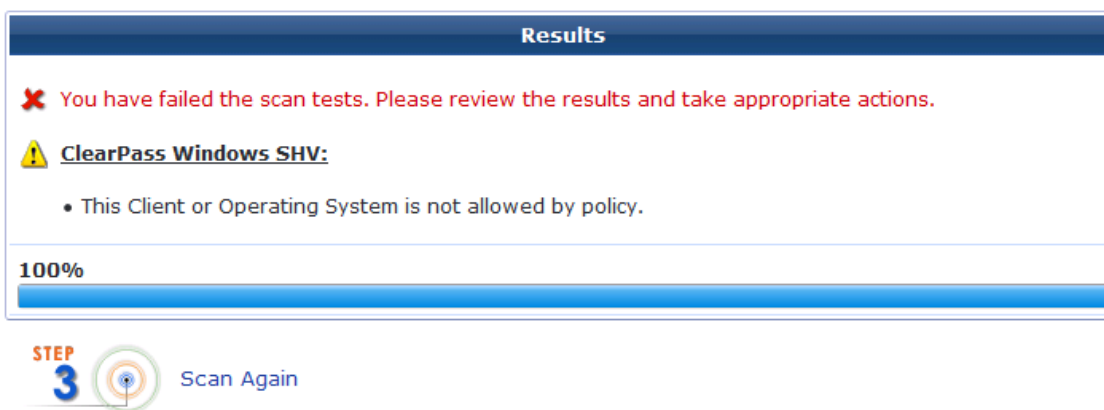 Results
You have failed the scan tests. Please review the results and take appropriate actions.
ClearPass Windows SHV:
• This Client or Operating System is not allowed by policy.
100%
STEP
3
Scan Again